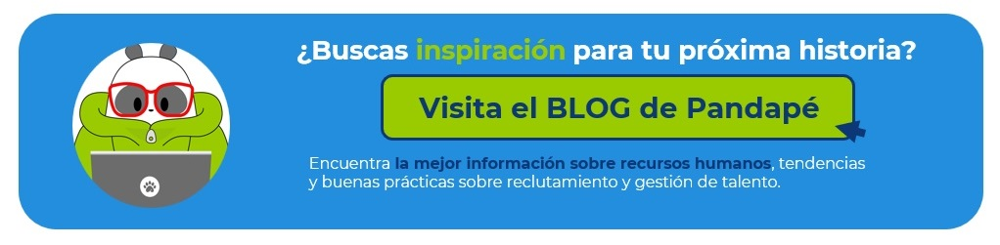 ¿Buscas inspiración para tu próxima historia?
Visita el BLOG de Pandapé
Encuentra la mejor información sobre recursos humanos, tendencias
y buenas prácticas sobre reclutamiento y gestión de talento.